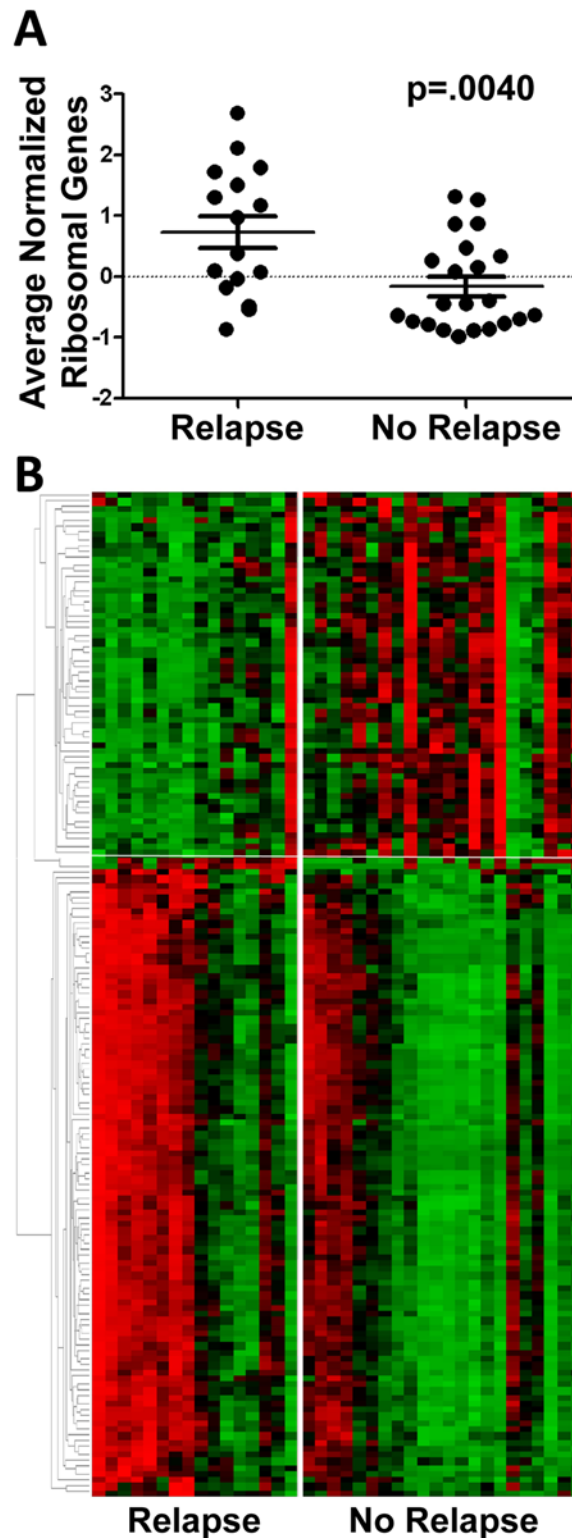 A
Average Normalized
Ribosomal Genes
p=.0040
3
2
1
0
-1
-2
Relapse
No Relapse
B
Relapse
No Relapse